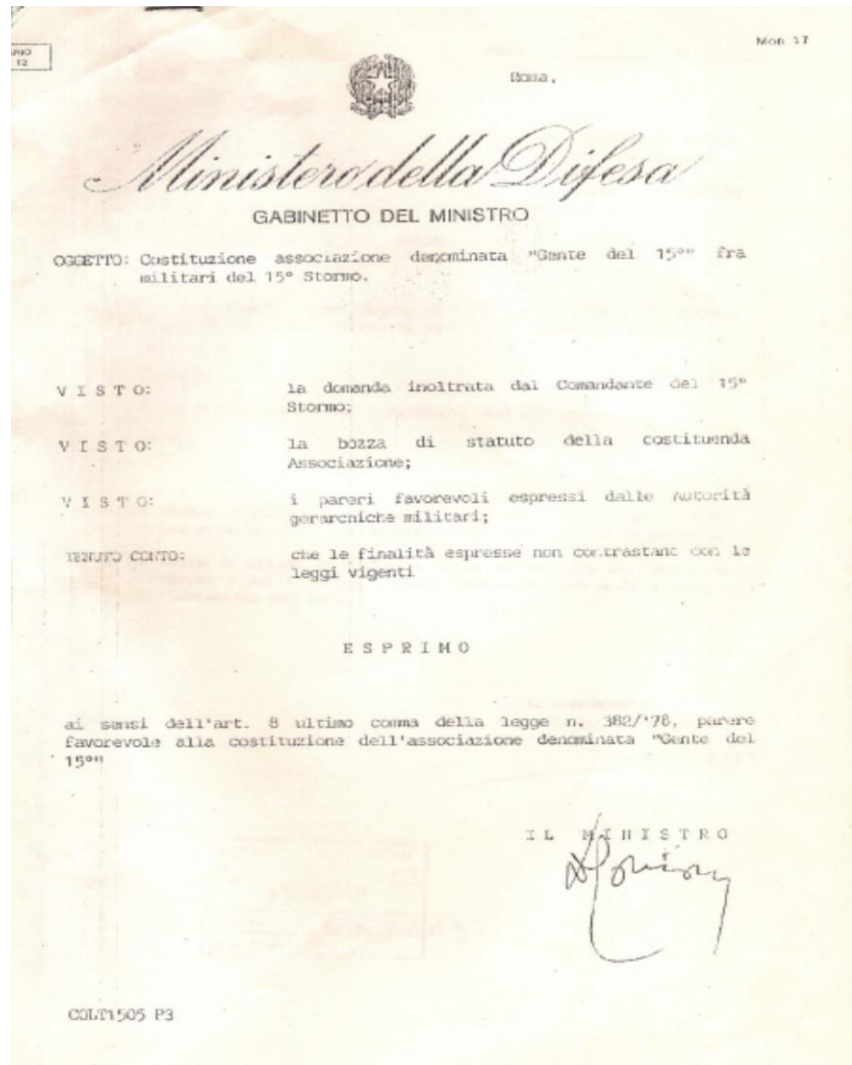 Mod. 17
12
Roma,
Ministero della Difesa
GABINETTO DEL MINISTRO
OGGETTO: Costituzione associazione denominata "Gente del 15°" fra
militari del 15° Stormo.
V I S T O: la domanda inoltrata dal Comandante del 15°
Stormo;
V I S T O: la bozza di statuto della costituenda
Associazione;
V I S T O: i pareri favorevoli espressi dalle Autorità
gerarchiche militari;
TENUTO CONTO: che le finalità espresse non contrastano con le
leggi vigenti
E S P R I M O
ai sensi dell'art. 8 ultimo comma della legge n. 382/'78, parere
favorevole alla costituzione dell'associazione denominata "Gente del
15°"
I L M I N I S T R O
COLT1505 P3